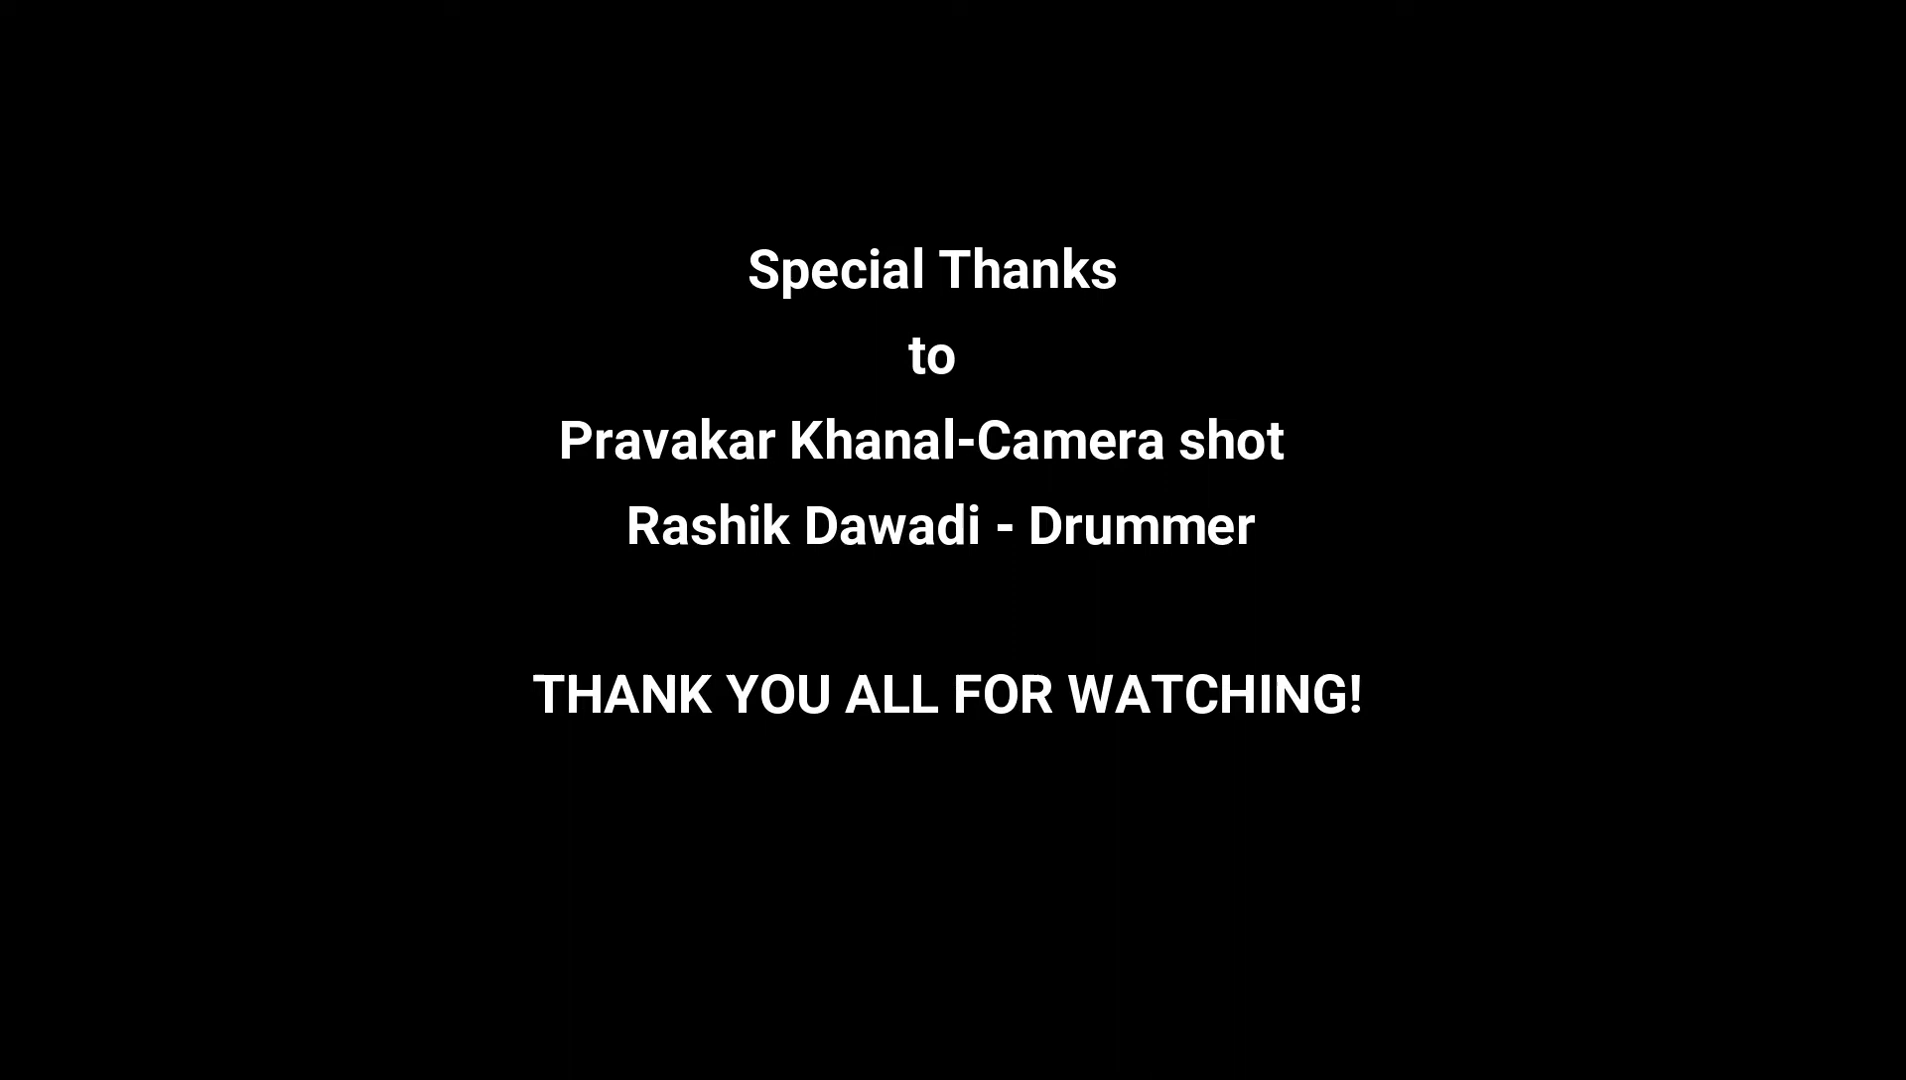 Special Thanks
to
Pravakar Khanal-Camera shot
Rashik Dawadi - Drummer
THANK YOU ALL FOR WATCHING!